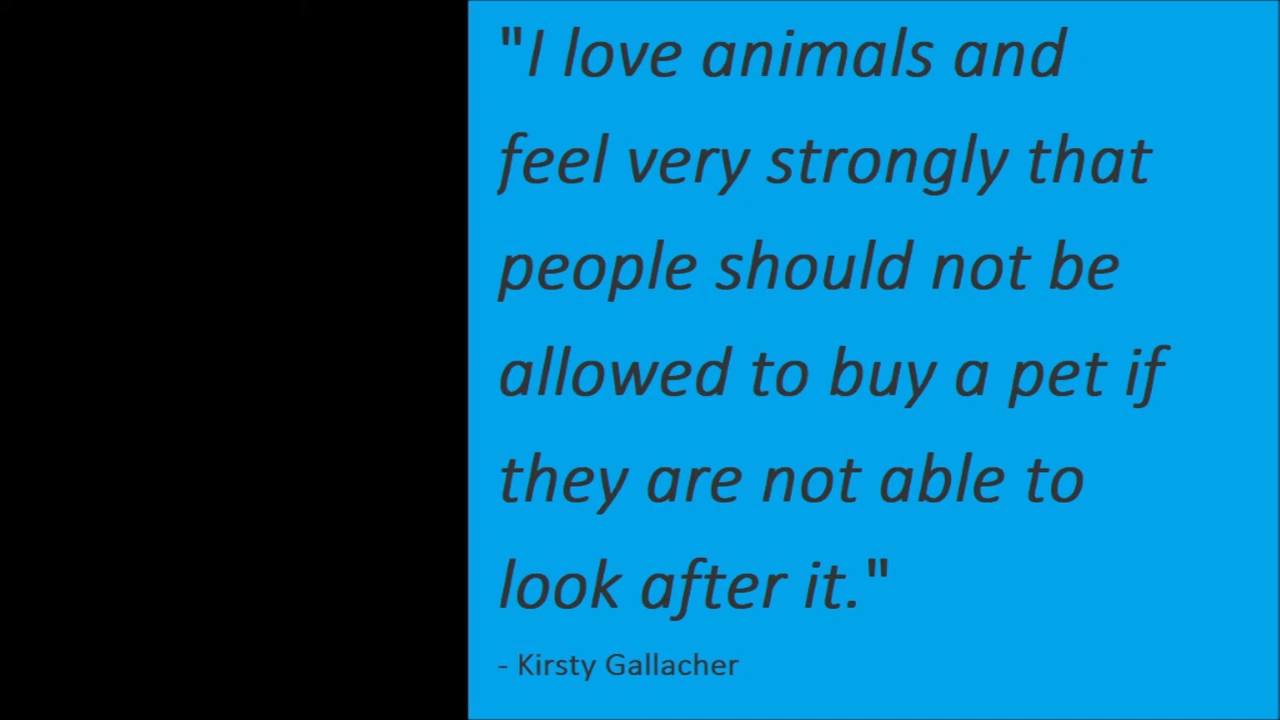 "I love animals and
feel very strongly that
people should not be
allowed to buy a pet if
they are not able to
look after it."
- Kirsty Gallacher